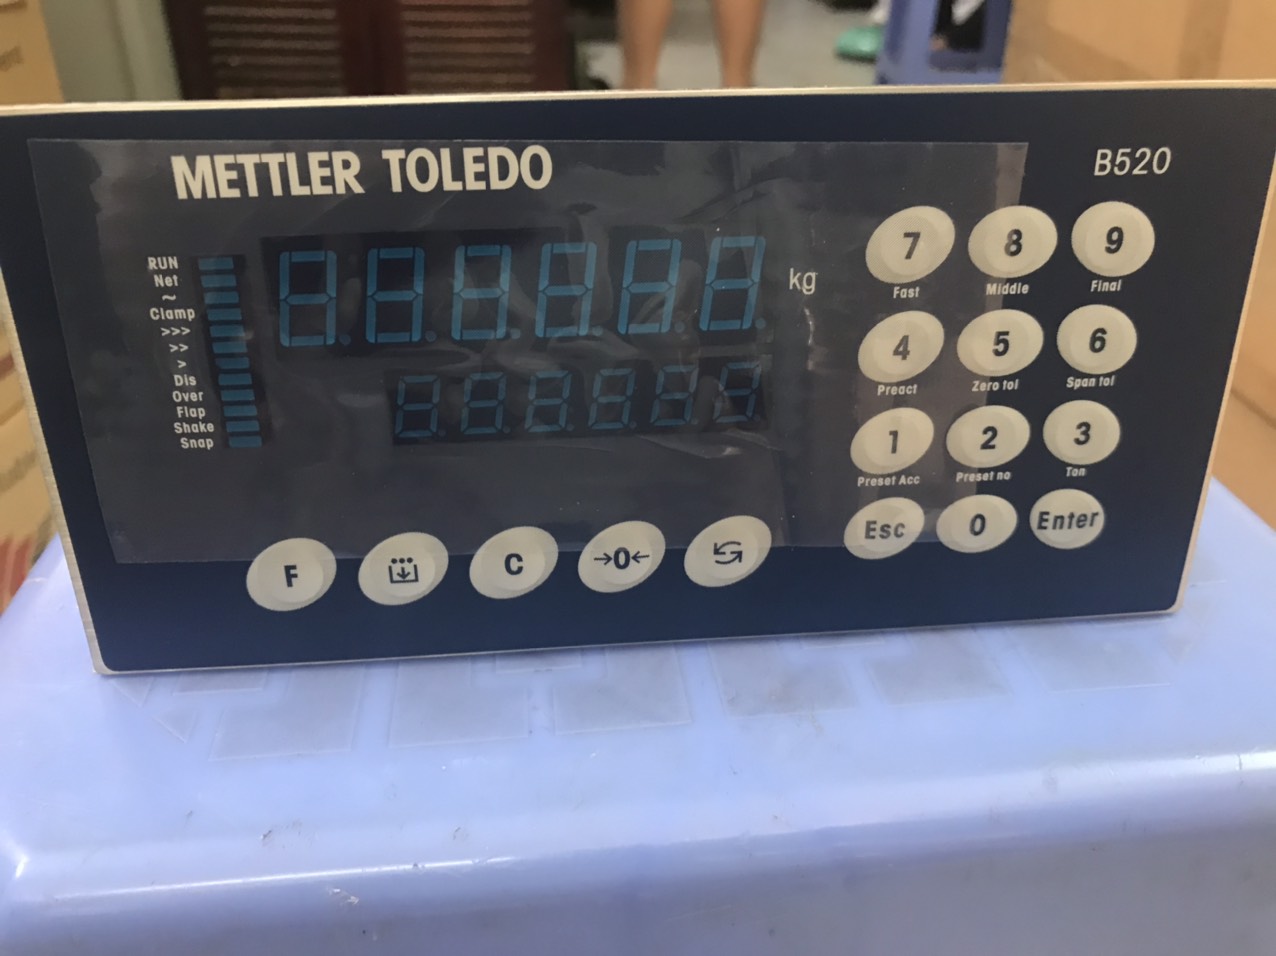 METTLER TOLEDO
B520
RUN
Net
~
Clamp
>>>
>>
>
Dis
Over
Flap
Shake
Snap
kg
7
Fast
8
Middle
9
Final
4
Preact
5
Zero tol
6
Span tol
1
Preset Acc
2
Preset no
3
Ton
Esc
0
Enter
F
C
→0←